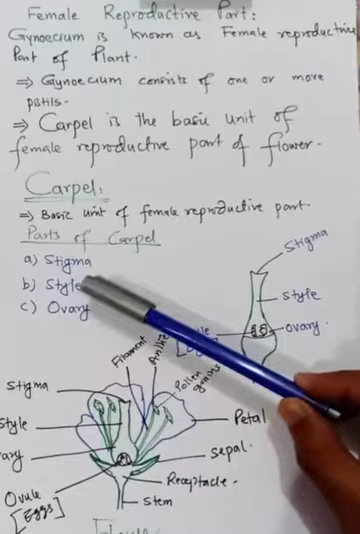 Female Reproductive Part:
Gynoecium is known as Female reproductive
Part of Plant.
⇒ Gynoecium consists of one or more
pistils.
⇒ Carpel is the basic unit of
female reproductive part of flower.
Carpel:
⇒ Basic unit of female reproductive part.
Parts of Carpel
a) Stigma
b) Style
c) Ovary
Stigma
Style
Ovary.
Filament
Pollen grains
Stigma
Style
Petal
Sepal.
Receptacle.
Stem
Ovule
[Eggs]